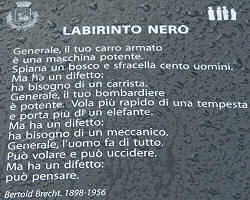 LABIRINTO NERO
Generale, il tuo carro armato
è una macchina potente.
Spiana un bosco e sfracella cento uomini.
Ma ha un difetto:
ha bisogno di un carrista.
Generale, il tuo bombardiere
è potente. Vola più rapido di una tempesta
e porta più di un elefante.
Ma ha un difetto:
ha bisogno di un meccanico.
Generale, l'uomo fa di tutto.
Può volare e può uccidere.
Ma ha un difetto:
può pensare.
Bertold Brecht. 1898-1956